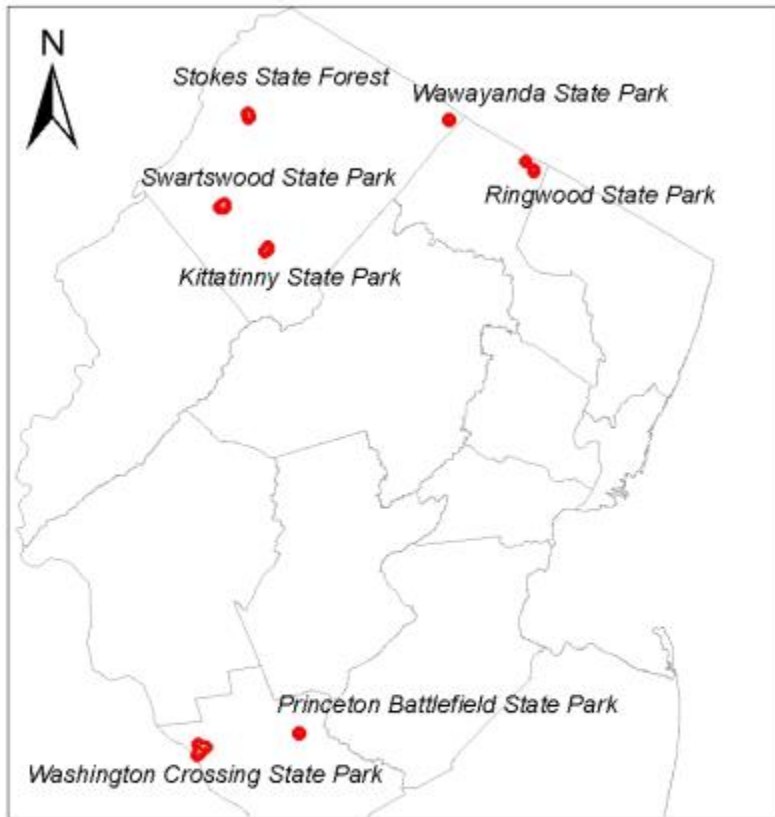 N
Stokes State Forest
Wawayanda State Park
Swartswood State Park
Ringwood State Park
Kittatinny State Park
Princeton Battlefield State Park
Washington Crossing State Park